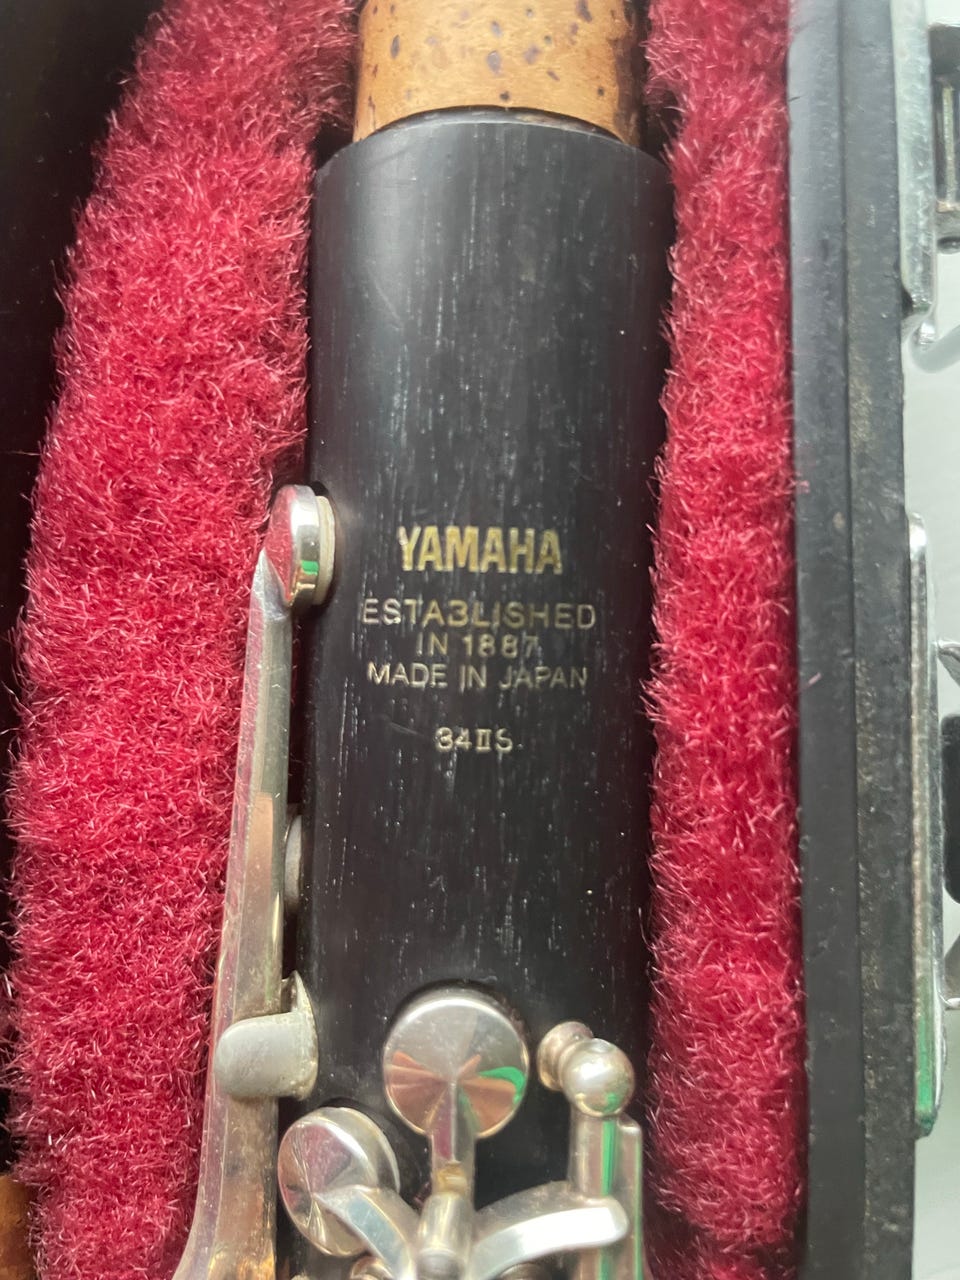 YAMAHA
ESTABLISHED
IN 1887
MADE IN JAPAN
34IIS